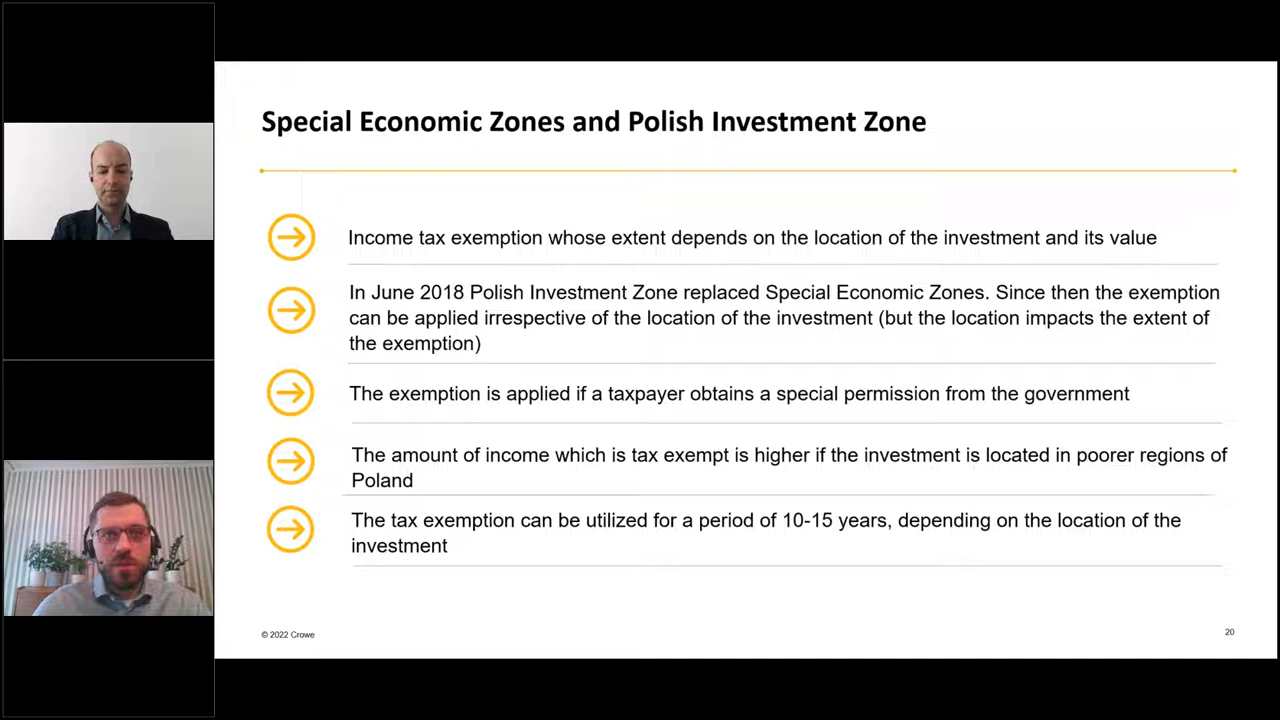 Special Economic Zones and Polish Investment Zone
Income tax exemption whose extent depends on the location of the investment and its value
In June 2018 Polish Investment Zone replaced Special Economic Zones. Since then the exemption
can be applied irrespective of the location of the investment (but the location impacts the extent of
the exemption)
The exemption is applied if a taxpayer obtains a special permission from the government
The amount of income which is tax exempt is higher if the investment is located in poorer regions of
Poland
The tax exemption can be utilized for a period of 10-15 years, depending on the location of the
investment
© 2022 Crowe
20